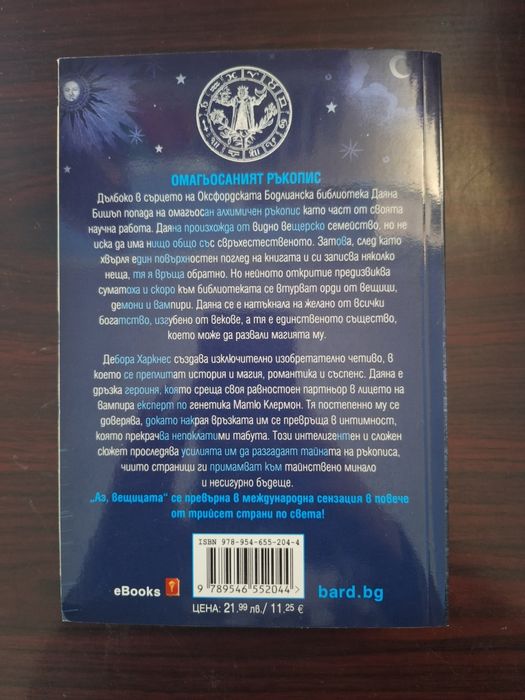 ОМАГЬОСАНИЯТ РЪКОПИС
Дълбоко в сърцето на Оксфордската Бодлианска библиотека Даяна
Бишъп попада на омагьосан алхимичен ръкопис като част от своята
научна работа. Даяна произхожда от видно вещерско семейство, но не
иска да има нищо общо със свръхестественото. Затова, след като
хвърля един повърхностен поглед на книгата и си записва няколко
неща, тя я връща обратно. Но нейното откритие предизвиква
суматоха и скоро към библиотеката се втурват орди от вещици,
демони и вампири. Даяна се е натъкнала на желано от всички
богатство, изгубено от векове, а тя е единственото същество,
което може да развали магията му.
Дебора Харкнес създава изключително изобретателно четиво, в
което се преплитат история и магия, романтика и съспенс. Даяна е
дръзка героиня, която среща своя равностоен партньор в лицето на
вампира експерт по генетика Матю Клермон. Тя постепенно му се
доверява, докато накрая връзката им се превръща в интимност,
която прекрачва непоклатими табута. Този интелигентен и сложен
сюжет проследява усилията им да разгадаят тайната на ръкописа,
чиито страници ги примамват към тайнствено минало
и несигурно бъдеще.
„Аз, вещицата“ се превърна в международна сензация в повече
от трийсет страни по света!
ISBN 978-954-655-204-4
9 789546 552044
eBooks
bard.bg
ЦЕНА: 21,99 лв./ 11,25 €